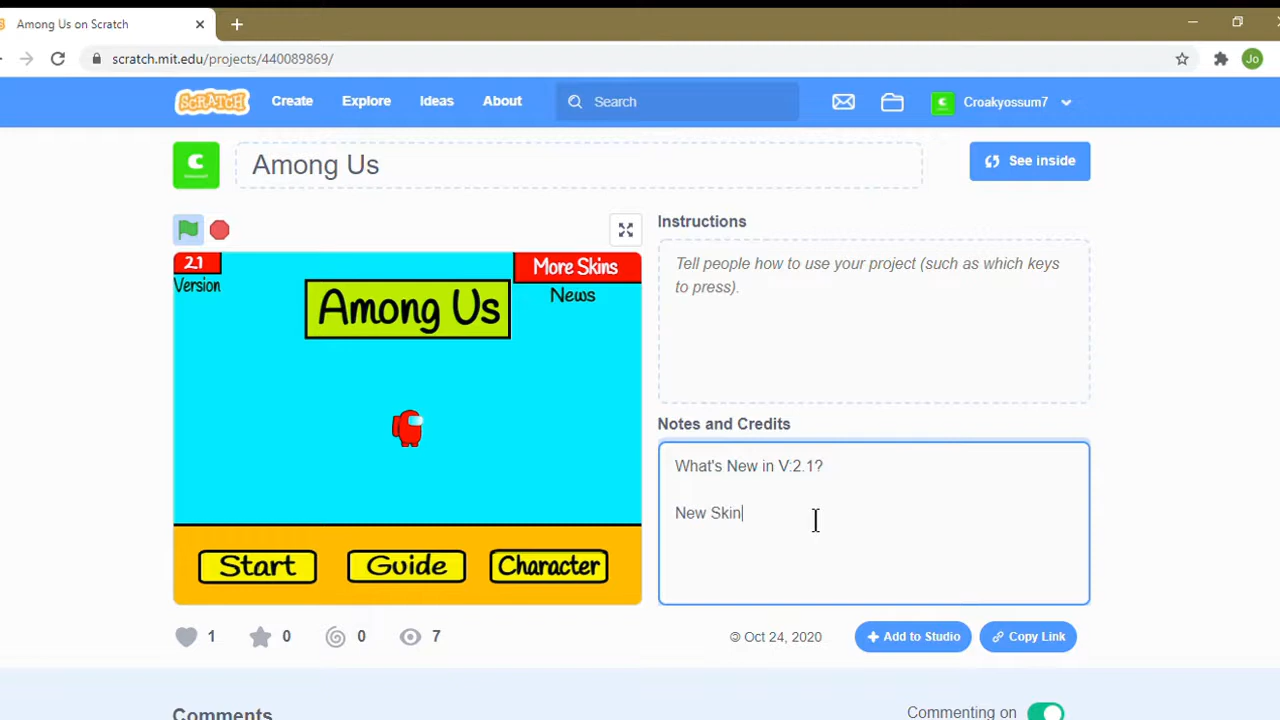 Among Us on Scratch
scratch.mit.edu/projects/440089869/
Jo
SCRATCH Create Explore Ideas About Search Croakyossum7
Among Us
See inside
2.1
Version
More Skins
News
Among Us
Start Guide Character
Instructions
Tell people how to use your project (such as which keys
to press).
Notes and Credits
What's New in V:2.1?
New Skin
1 0 0 7
© Oct 24, 2020
Add to Studio
Copy Link
Comments
Commenting on